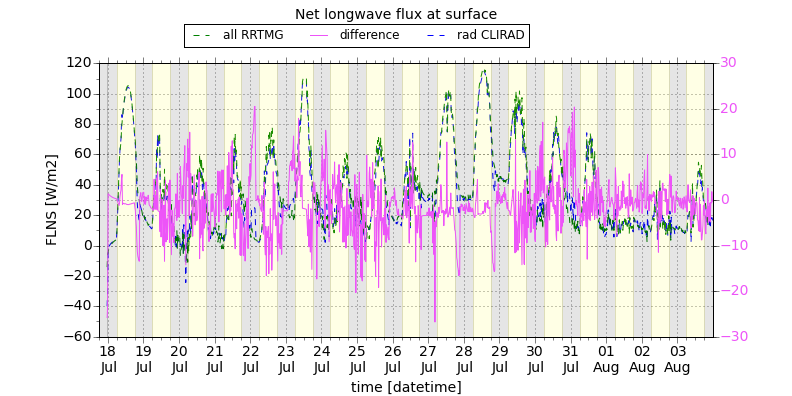 Net longwave flux at surface
all RRTMG difference rad CLIRAD
120
100
80
60
40
20
0
−20
−40
−60
FLNS [W/m2]
30
20
10
0
−10
−20
−30
18 19 20 21 22 23 24 25 26 27 28 29 30 31 01 02 03
Jul Jul Jul Jul Jul Jul Jul Jul Jul Jul Jul Jul Jul Jul Aug Aug Aug
time [datetime]